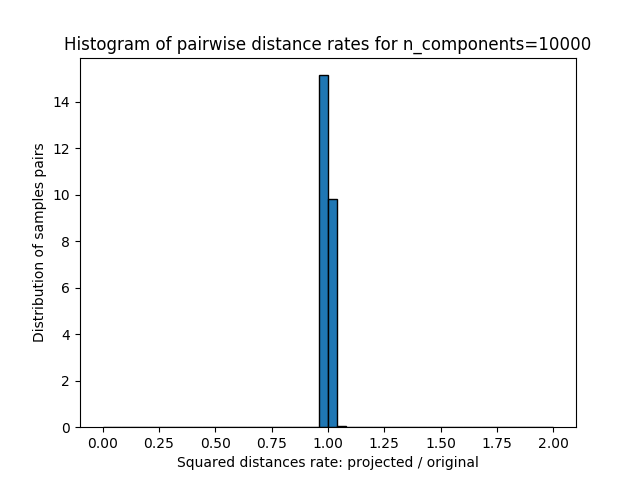 Histogram of pairwise distance rates for n_components=10000
Distribution of samples pairs
14
12
10
8
6
4
2
0
0.00 0.25 0.50 0.75 1.00 1.25 1.50 1.75 2.00
Squared distances rate: projected / original